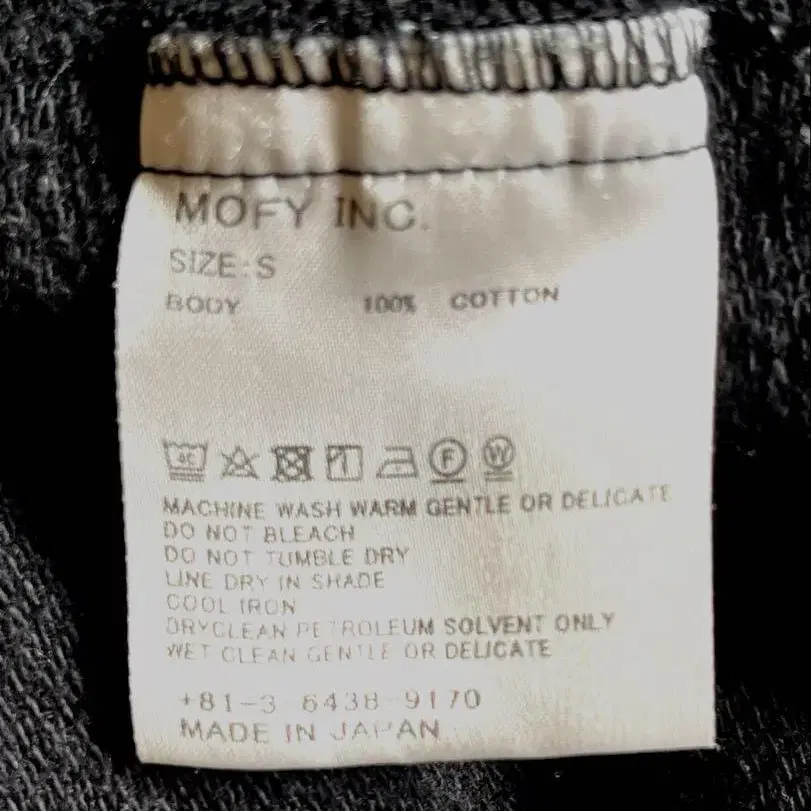 MOFY INC.
SIZE:S
BODY 100% COTTON
40
F W
MACHINE WASH WARM GENTLE OR DELICATE
DO NOT BLEACH
DO NOT TUMBLE DRY
LINE DRY IN SHADE
COOL IRON
DRYCLEAN PETROLEUM SOLVENT ONLY
WET CLEAN GENTLE OR DELICATE
+81-3 6438-9170
MADE IN JAPAN